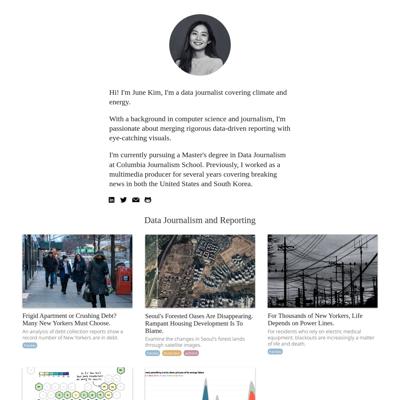 Hi! I'm June Kim, I'm a data journalist covering climate and
energy.
With a background in computer science and journalism, I'm
passionate about merging rigorous data-driven reporting with
eye-catching visuals.
I'm currently pursuing a Master's degree in Data Journalism
at Columbia Journalism School. Previously, I worked as a
multimedia producer for several years covering breaking
news in both the United States and South Korea.
Data Journalism and Reporting
Frigid Apartment or Crushing Debt?
Many New Yorkers Must Choose.
An analysis of debt collection reports show a
record number of New Yorkers are in debt.
Seoul's Forested Oases Are Disappearing.
Rampant Housing Development Is To
Blame.
Examine the changes in Seoul's forest lands
through satellite images.
For Thousands of New Yorkers, Life
Depends on Power Lines.
For residents who rely on electric medical
equipment, blackouts are increasingly a matter
of life and death.